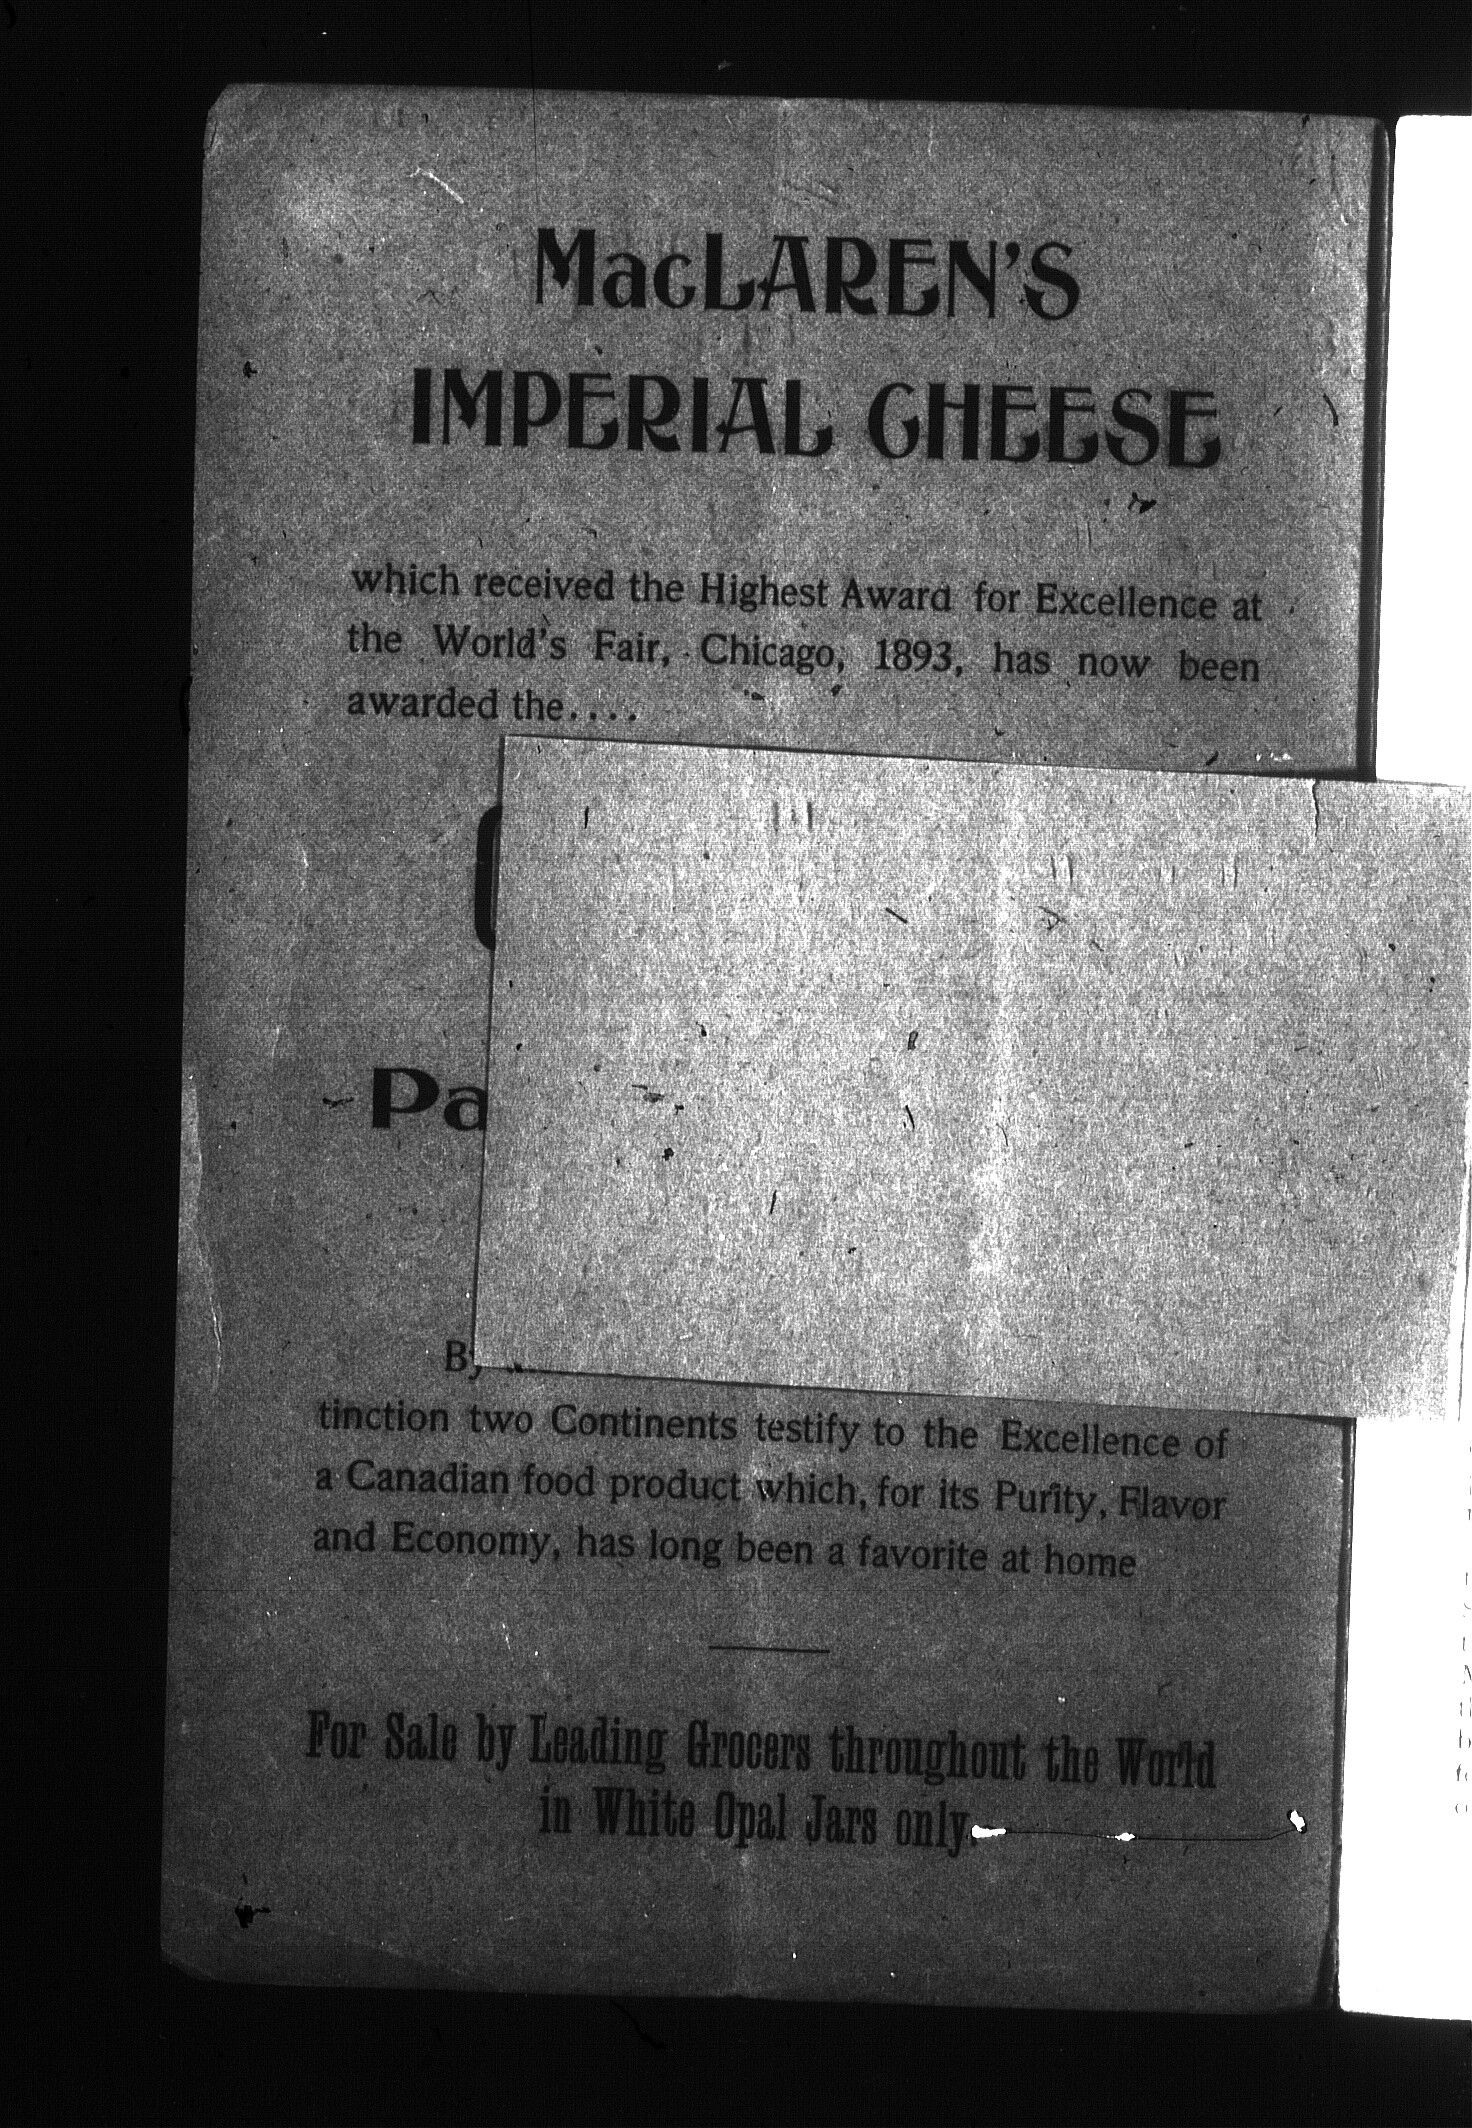 MacLAREN'S
IMPERIAL CHEESE
which received the Highest Award for Excellence at
the World's Fair, Chicago, 1893, has now been
awarded the....
Pa
By
tinction two Continents testify to the Excellence of
a Canadian food product which, for its Purity, Flavor
and Economy, has long been a favorite at home
For Sale by Leading Grocers throughout the World
in White Opal Jars only.